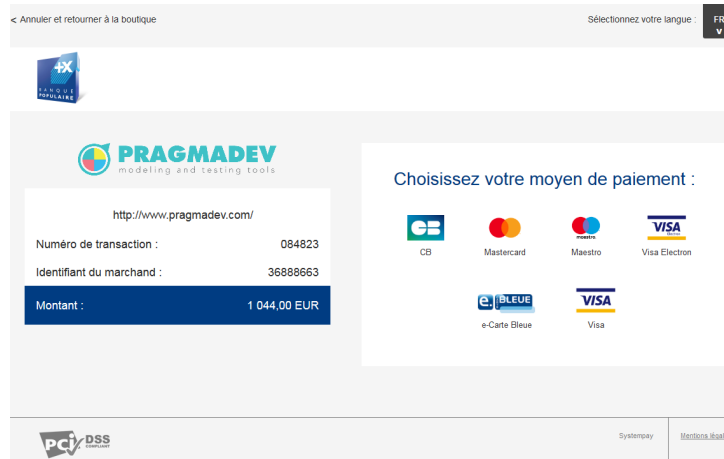 < Annuler et retourner à la boutique
Sélectionnez votre langue :
FR
v
+X
BANQUE
POPULAIRE
PRAGMADEV
modeling and testing tools
http://www.pragmadev.com/
Numéro de transaction : 084823
Identifiant du marchand : 36888663
Montant : 1 044,00 EUR
Choisissez votre moyen de paiement :
CB
CB
Mastercard
maestro
Maestro
VISA
Electron
Visa Electron
e. BLEUE
e-Carte Bleue
VISA
Visa
PCI DSS
COMPLIANT
Systempay
Mentions légal